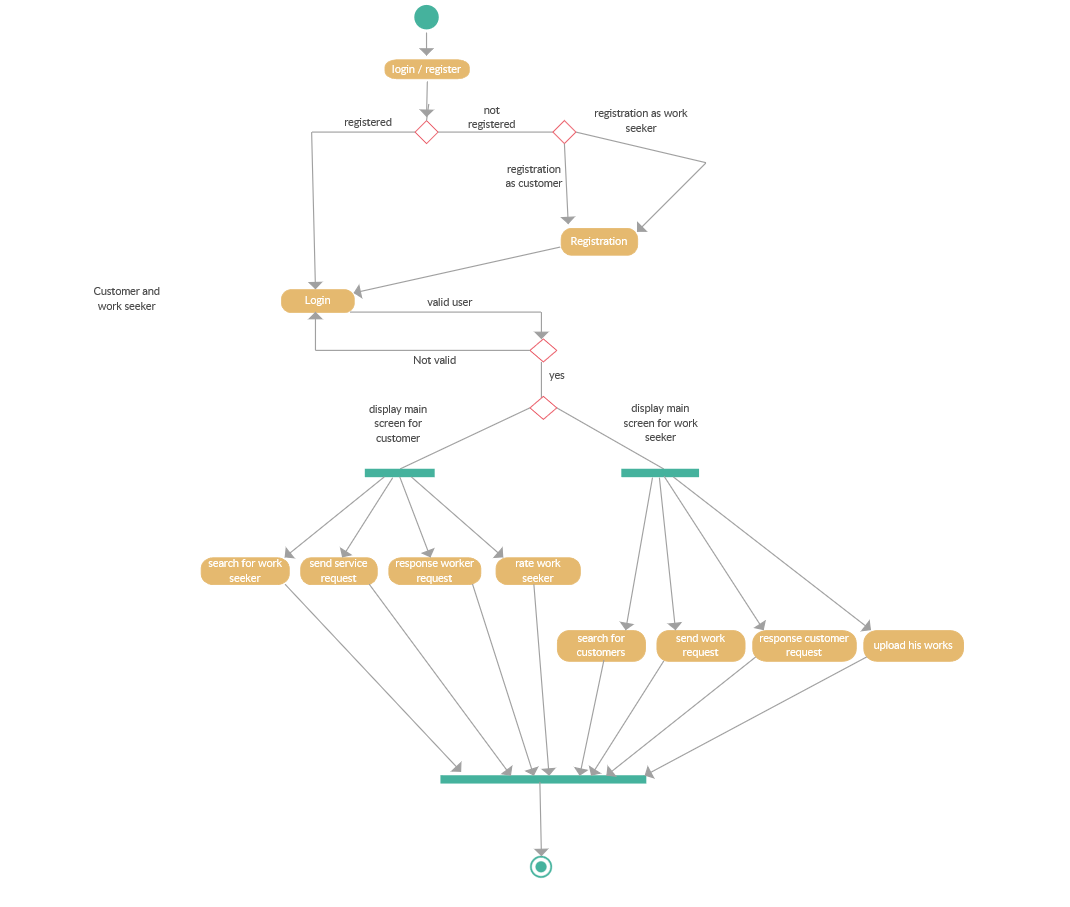 login / register
registered
not
registered
registration as work
seeker
registration
as customer
Registration
Customer and
work seeker
Login
valid user
Not valid
yes
display main
screen for
customer
display main
screen for work
seeker
search for work
seeker
send service
request
response worker
request
rate work
seeker
search for
customers
send work
request
response customer
request
upload his works